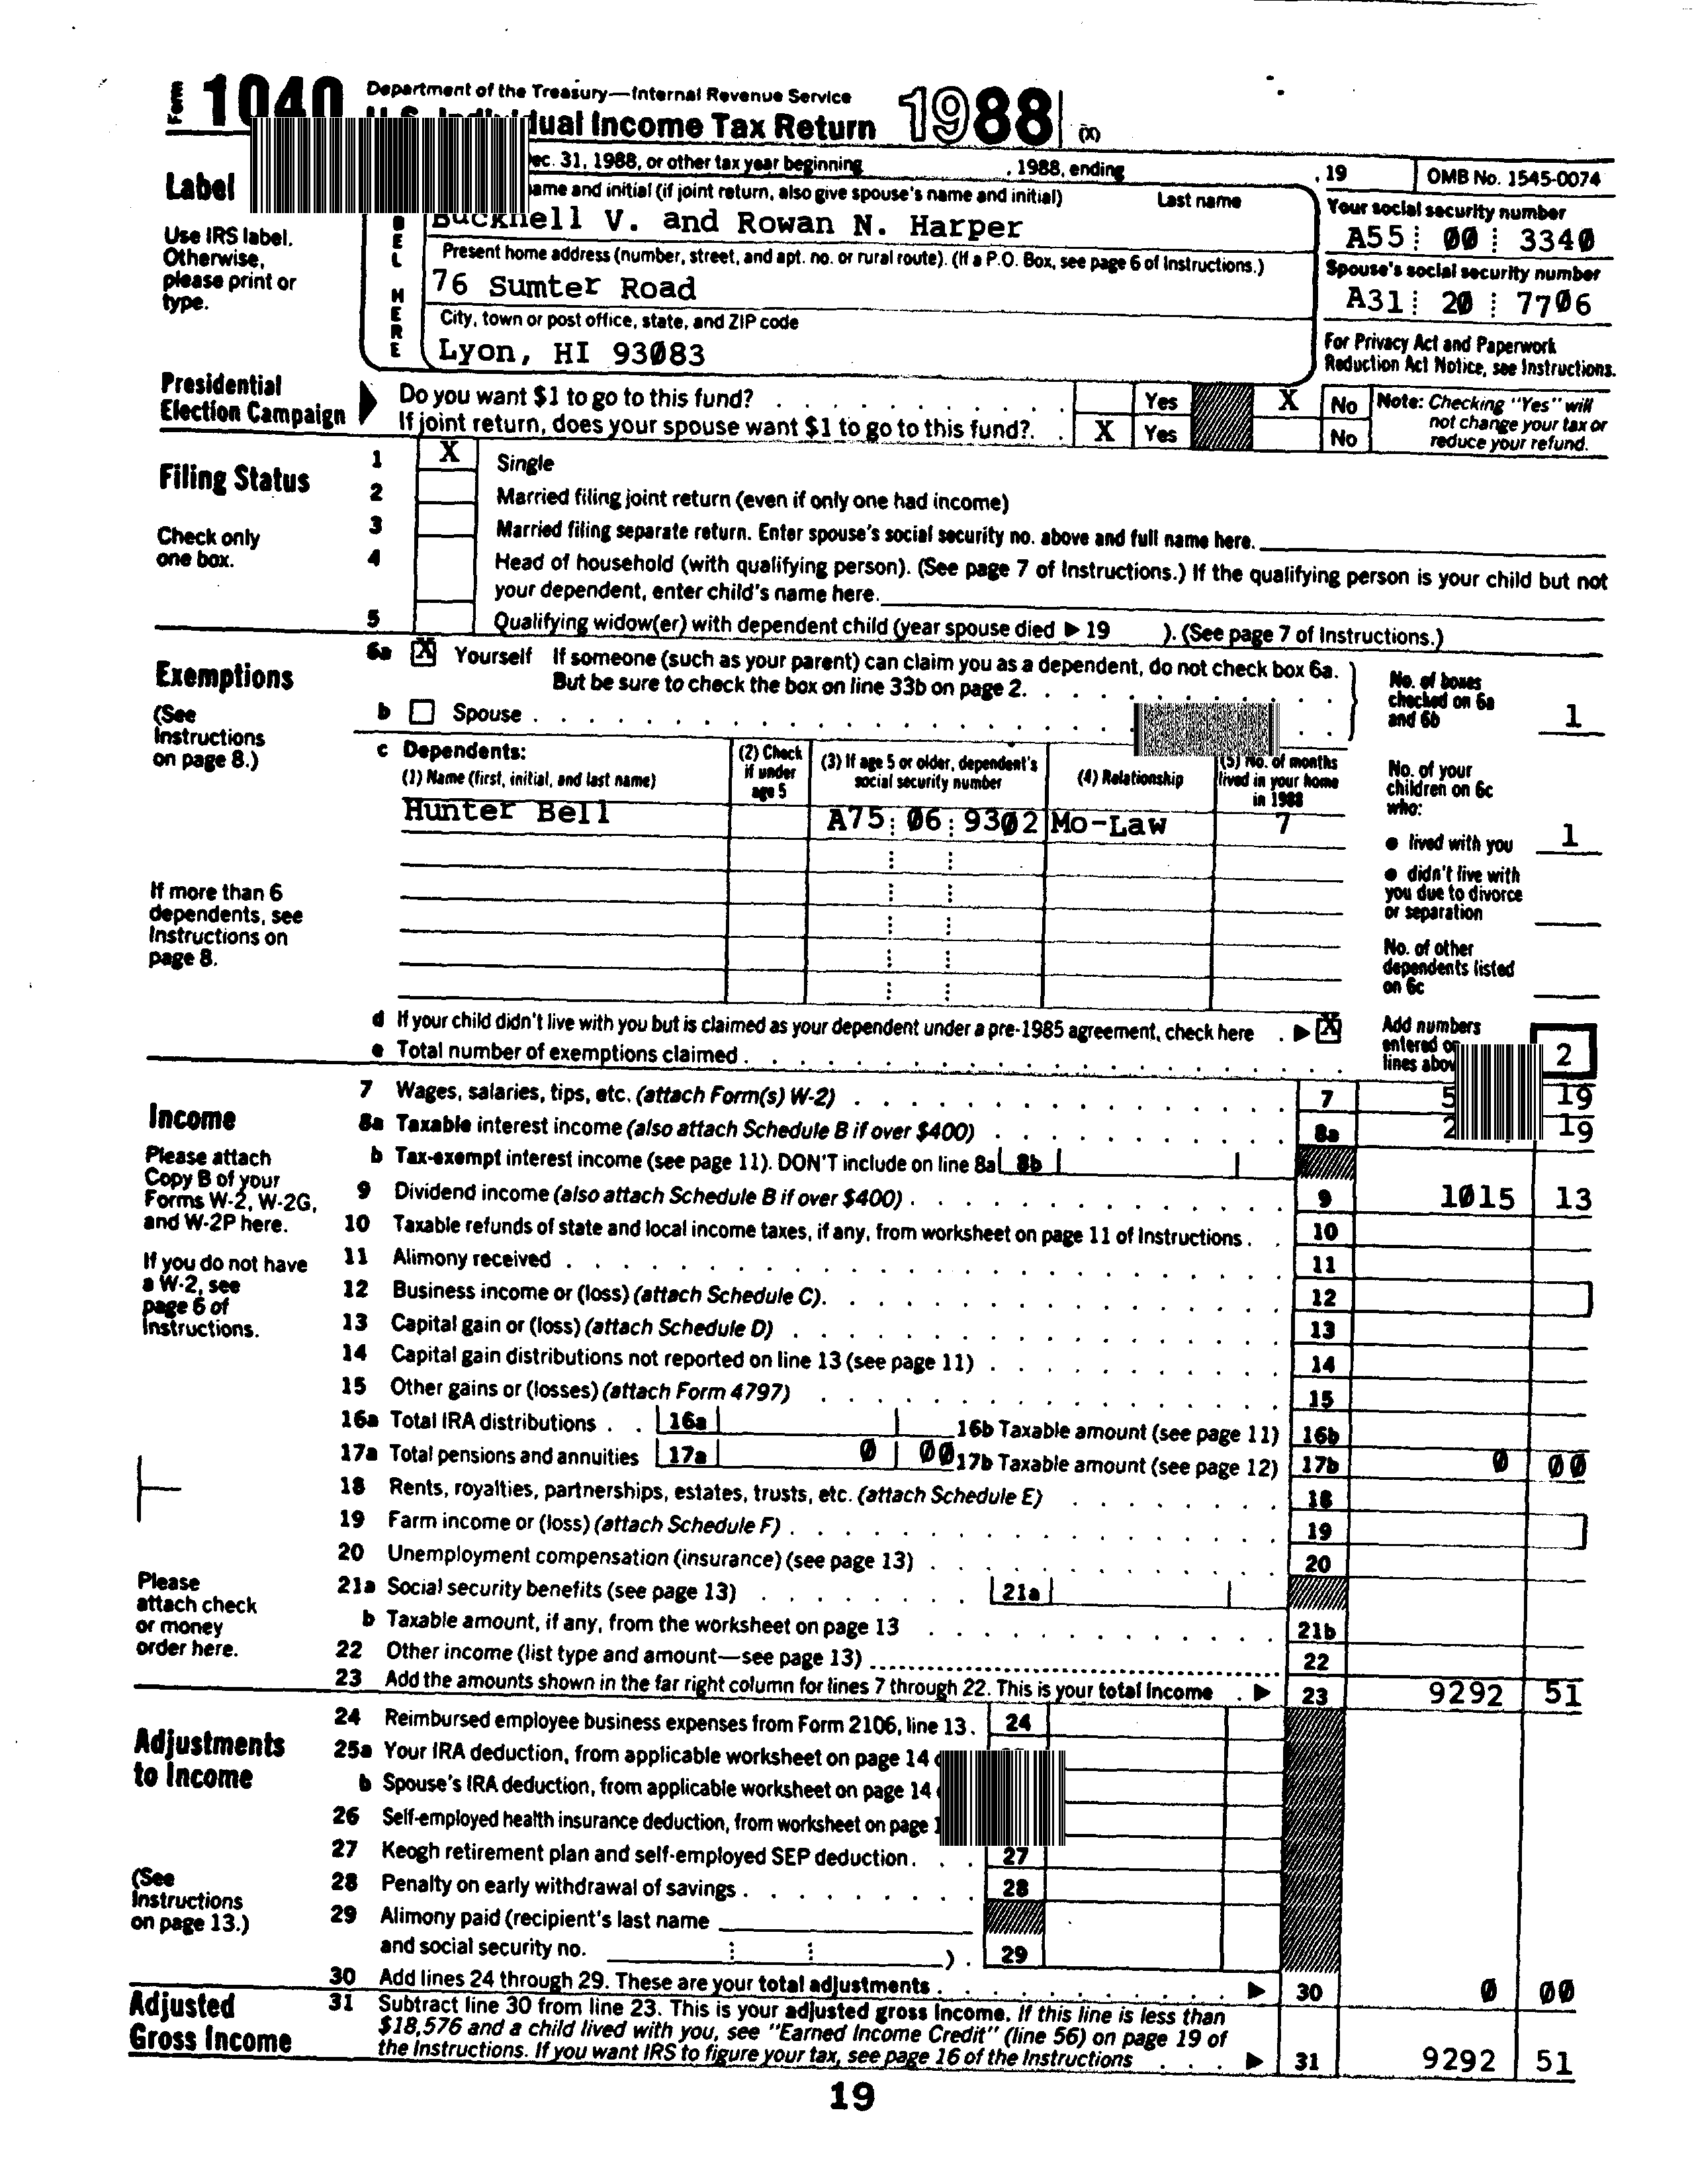 Form 1040 Department of the Treasury—Internal Revenue Service
Individual Income Tax Return 1988 (X)
Dec. 31, 1988, or other tax year beginning , 1988, ending , 19 OMB No. 1545-0074
Label
Use IRS label. Otherwise, please print or type.
name and initial (if joint return, also give spouse's name and initial) Last name
Bucknell V. and Rowan N. Harper
Your social security number
A55 00 3340
Present home address (number, street, and apt. no. or rural route). (If a P.O. Box, see page 6 of Instructions.)
76 Sumter Road
Spouse's social security number
A31 20 7706
City, town or post office, state, and ZIP code
Lyon, HI 93083
HERE
For Privacy Act and Paperwork Reduction Act Notice, see Instructions.
Presidential Election Campaign
Do you want $1 to go to this fund? Yes X No
If joint return, does your spouse want $1 to go to this fund? X Yes No
Note: Checking "Yes" will not change your tax or reduce your refund.
Filing Status
Check only one box.
1 X Single
2 Married filing joint return (even if only one had income)
3 Married filing separate return. Enter spouse's social security no. above and full name here.
4 Head of household (with qualifying person). (See page 7 of Instructions.) If the qualifying person is your child but not
your dependent, enter child's name here.
5 Qualifying widow(er) with dependent child (year spouse died ▶ 19 ). (See page 7 of Instructions.)
Exemptions
(See Instructions on page 8.)
6a X Yourself If someone (such as your parent) can claim you as a dependent, do not check box 6a.
But be sure to check the box on line 33b on page 2.
b Spouse
No. of boxes checked on 6a and 6b 1
c Dependents:
(1) Name (first, initial, and last name)
(2) Check if under age 5
(3) If age 5 or older, dependent's social security number
(4) Relationship
(5) No. of months lived in your home in 1988
Hunter Bell A75 06 9302 Mo-Law 7
No. of your children on 6c who:
● lived with you 1
● didn't live with you due to divorce or separation
No. of other dependents listed on 6c
If more than 6 dependents, see Instructions on page 8.
d If your child didn't live with you but is claimed as your dependent under a pre-1985 agreement, check here ▶ X
e Total number of exemptions claimed
Add numbers entered on lines 2
Income
Please attach Copy B of your Forms W-2, W-2G, and W-2P here.
If you do not have a W-2, see page 6 of Instructions.
Please attach check or money order here.
7 Wages, salaries, tips, etc. (attach Form(s) W-2) 7 19
8a Taxable interest income (also attach Schedule B if over $400) 8a 19
b Tax-exempt interest income (see page 11). DON'T include on line 8a 8b
9 Dividend income (also attach Schedule B if over $400) 9 1015 13
10 Taxable refunds of state and local income taxes, if any, from worksheet on page 11 of Instructions 10
11 Alimony received 11
12 Business income or (loss) (attach Schedule C) 12
13 Capital gain or (loss) (attach Schedule D) 13
14 Capital gain distributions not reported on line 13 (see page 11) 14
15 Other gains or (losses) (attach Form 4797) 15
16a Total IRA distributions 16a 16b Taxable amount (see page 11) 16b
17a Total pensions and annuities 17a 0 00 17b Taxable amount (see page 12) 17b 0 00
18 Rents, royalties, partnerships, estates, trusts, etc. (attach Schedule E) 18
19 Farm income or (loss) (attach Schedule F) 19
20 Unemployment compensation (insurance) (see page 13) 20
21a Social security benefits (see page 13) 21a
b Taxable amount, if any, from the worksheet on page 13 21b
22 Other income (list type and amount—see page 13) 22
23 Add the amounts shown in the far right column for lines 7 through 22. This is your total income ▶ 23 9292 51
Adjustments to Income
(See Instructions on page 13.)
24 Reimbursed employee business expenses from Form 2106, line 13. 24
25a Your IRA deduction, from applicable worksheet on page 14
b Spouse's IRA deduction, from applicable worksheet on page 14
26 Self-employed health insurance deduction, from worksheet on page
27 Keogh retirement plan and self-employed SEP deduction 27
28 Penalty on early withdrawal of savings 28
29 Alimony paid (recipient's last name
and social security no. ) 29
30 Add lines 24 through 29. These are your total adjustments ▶ 30 0 00
Adjusted Gross Income
31 Subtract line 30 from line 23. This is your adjusted gross income. If this line is less than
$18,576 and a child lived with you, see "Earned Income Credit" (line 56) on page 19 of
the Instructions. If you want IRS to figure your tax, see page 16 of the Instructions ▶ 31 9292 51
19